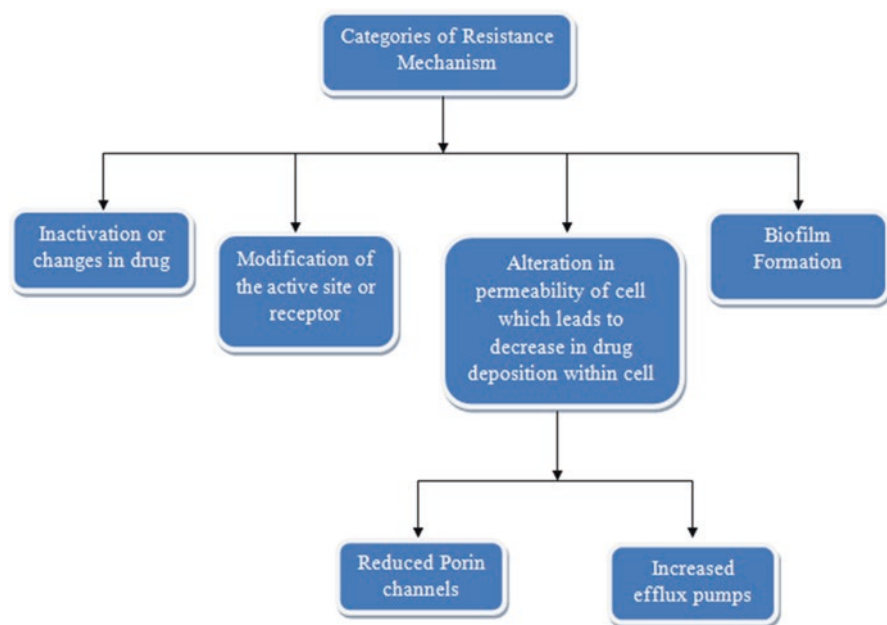 Categories of Resistance
Mechanism
Inactivation or
changes in drug
Modification of
the active site or
receptor
Alteration in
permeability of cell
which leads to
decrease in drug
deposition within cell
Biofilm
Formation
Reduced Porin
channels
Increased
efflux pumps